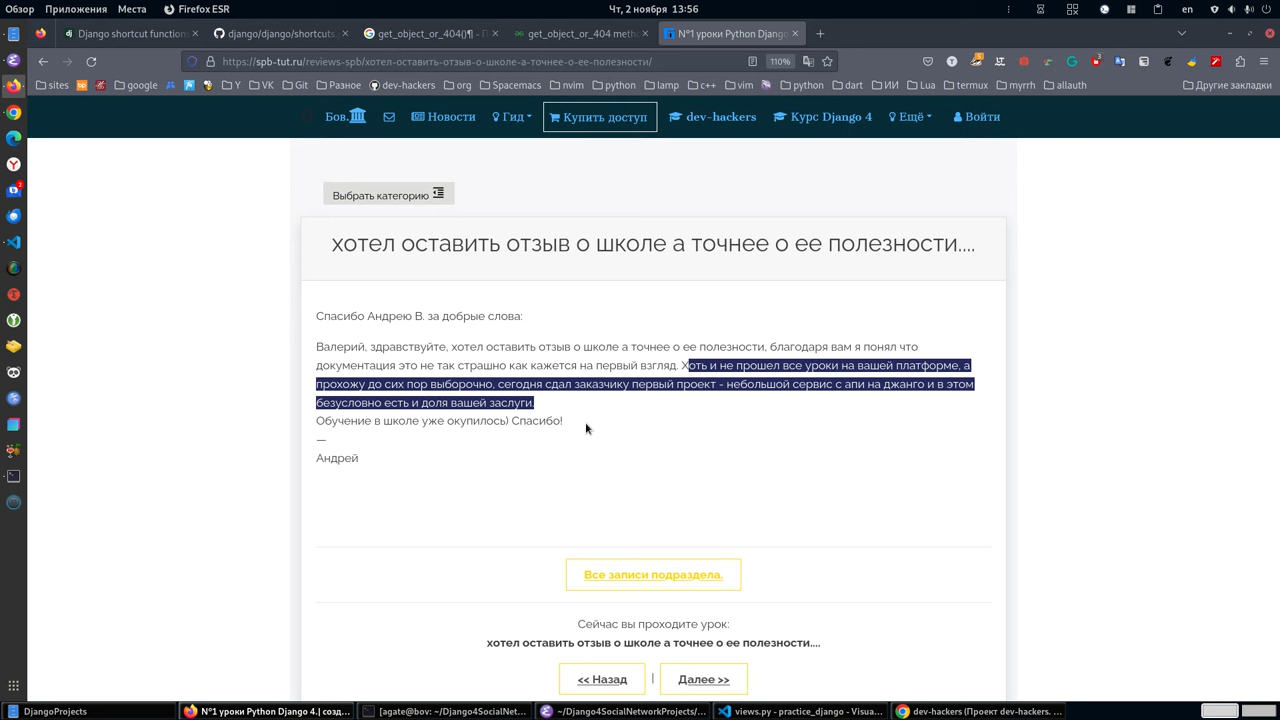 Обзор Приложения Места Firefox ESR Чт, 2 ноября 13:56 en
Django shortcut function: django/django/shortcuts. get_object_or_404()¶ - П get_object_or_404 meth: N°1 уроки Python Django
https://spb-tut.ru/reviews-spb/хотел-оставить-отзыв-о-школе-а-точнее-о-ее-полезности/ 110%
sites google Y VK Git Разное dev-hackers org Spacemacs nvim python lamp c++ vim python dart ИИ Lua termux myrrh allauth Другие закладки
Бов. Новости Гид Купить доступ dev-hackers Курс Django 4 Ещё Войти
Выбрать категорию
хотел оставить отзыв о школе а точнее о ее полезности....
Спасибо Андрею В. за добрые слова:
Валерий, здравствуйте, хотел оставить отзыв о школе а точнее о ее полезности, благодаря вам я понял что
документация это не так страшно как кажется на первый взгляд. Хоть и не прошел все уроки на вашей платформе, а
прохожу до сих пор выборочно, сегодня сдал заказчику первый проект - небольшой сервис с апи на джанго и в этом
безусловно есть и доля вашей заслуги.
Обучение в школе уже окупилось) Спасибо!
—
Андрей
Все записи подраздела.
Сейчас вы проходите урок:
хотел оставить отзыв о школе а точнее о ее полезности....
<< Назад | Далее >>
DjangoProjects N°1 уроки Python Django 4.| созд... [agate@bov: ~/Django4SocialNet... ~/Django4SocialNetworkProjects/... views.py - practice_django - Visua... dev-hackers (Проект dev-hackers. ...